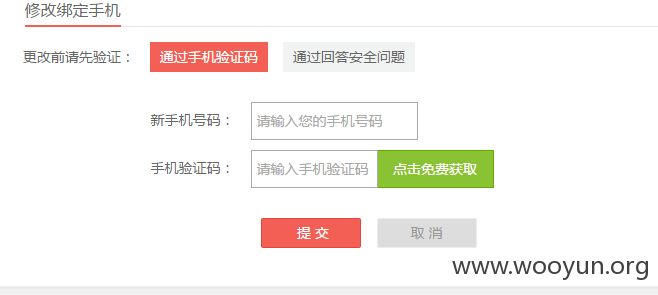 修改绑定手机
更改前请先验证： 通过手机验证码 通过回答安全问题
新手机号码： 请输入您的手机号码
手机验证码： 请输入手机验证码 点击免费获取
提 交 取 消
www.wooyun.org